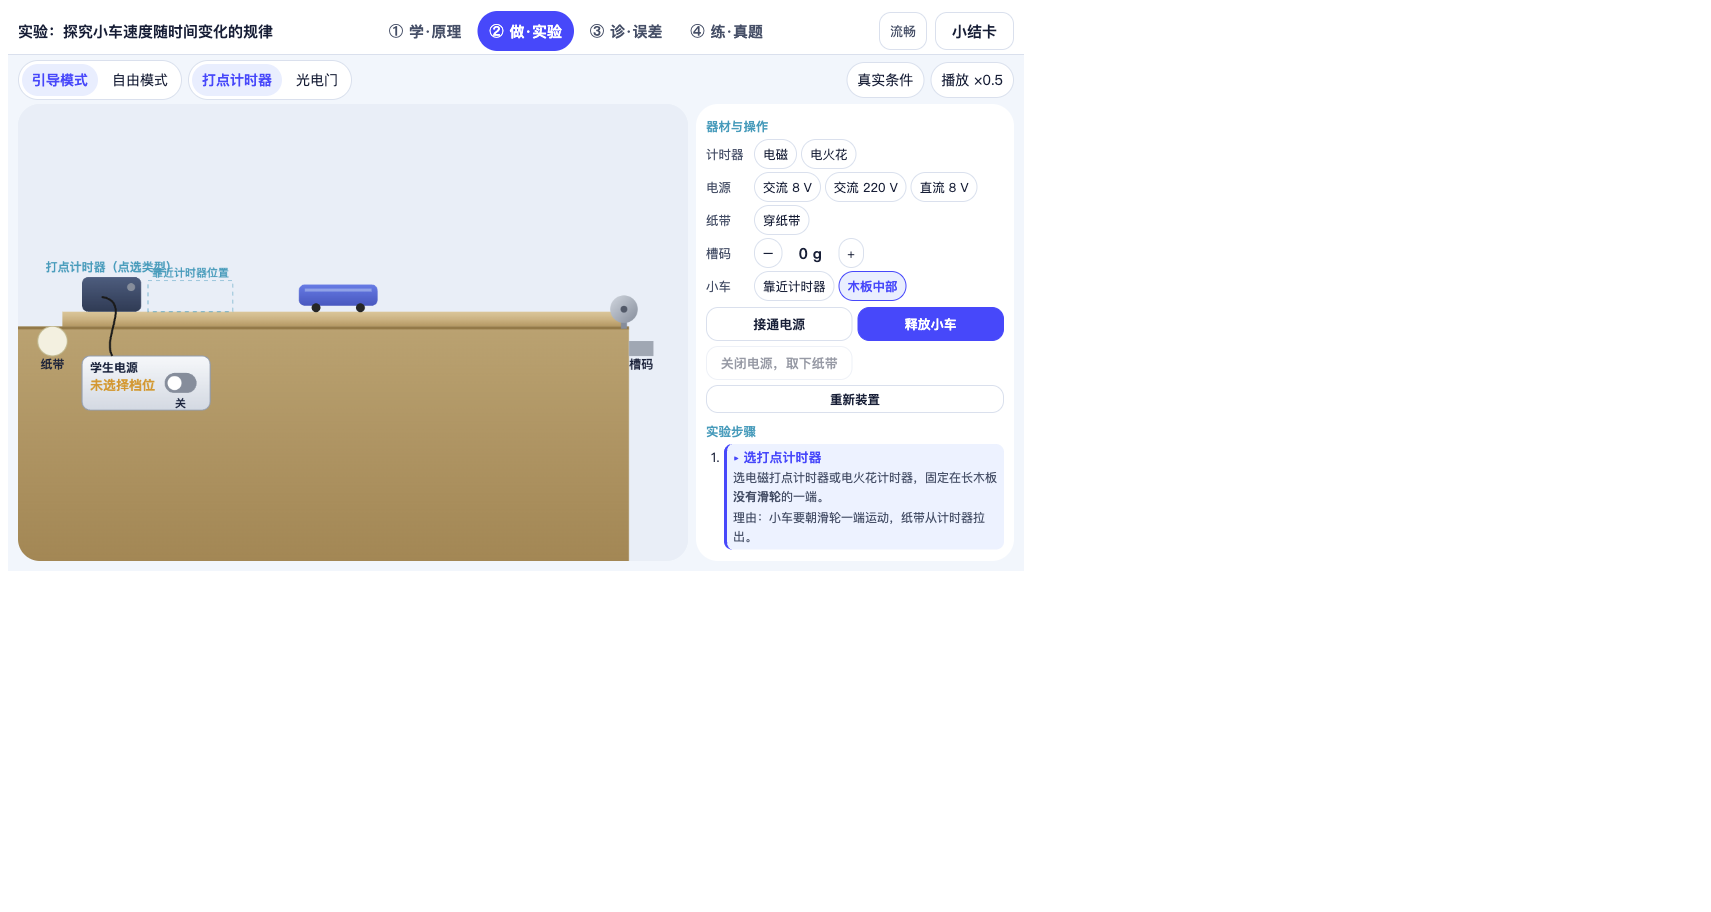 实验：探究小车速度随时间变化的规律
① 学·原理
② 做·实验
③ 诊·误差
④ 练·真题
流畅
小结卡
引导模式
自由模式
打点计时器
光电门
真实条件
播放 ×0.5
打点计时器（点选类型）
靠近计时器位置
纸带
学生电源
未选择档位
关
槽码
器材与操作
计时器 电磁 电火花
电源 交流 8 V 交流 220 V 直流 8 V
纸带 穿纸带
槽码 − 0 g +
小车 靠近计时器 木板中部
接通电源 释放小车
关闭电源，取下纸带
重新装置
实验步骤
1. ▸ 选打点计时器
选电磁打点计时器或电火花计时器，固定在长木板
没有滑轮的一端。
理由：小车要朝滑轮一端运动，纸带从计时器拉
出。